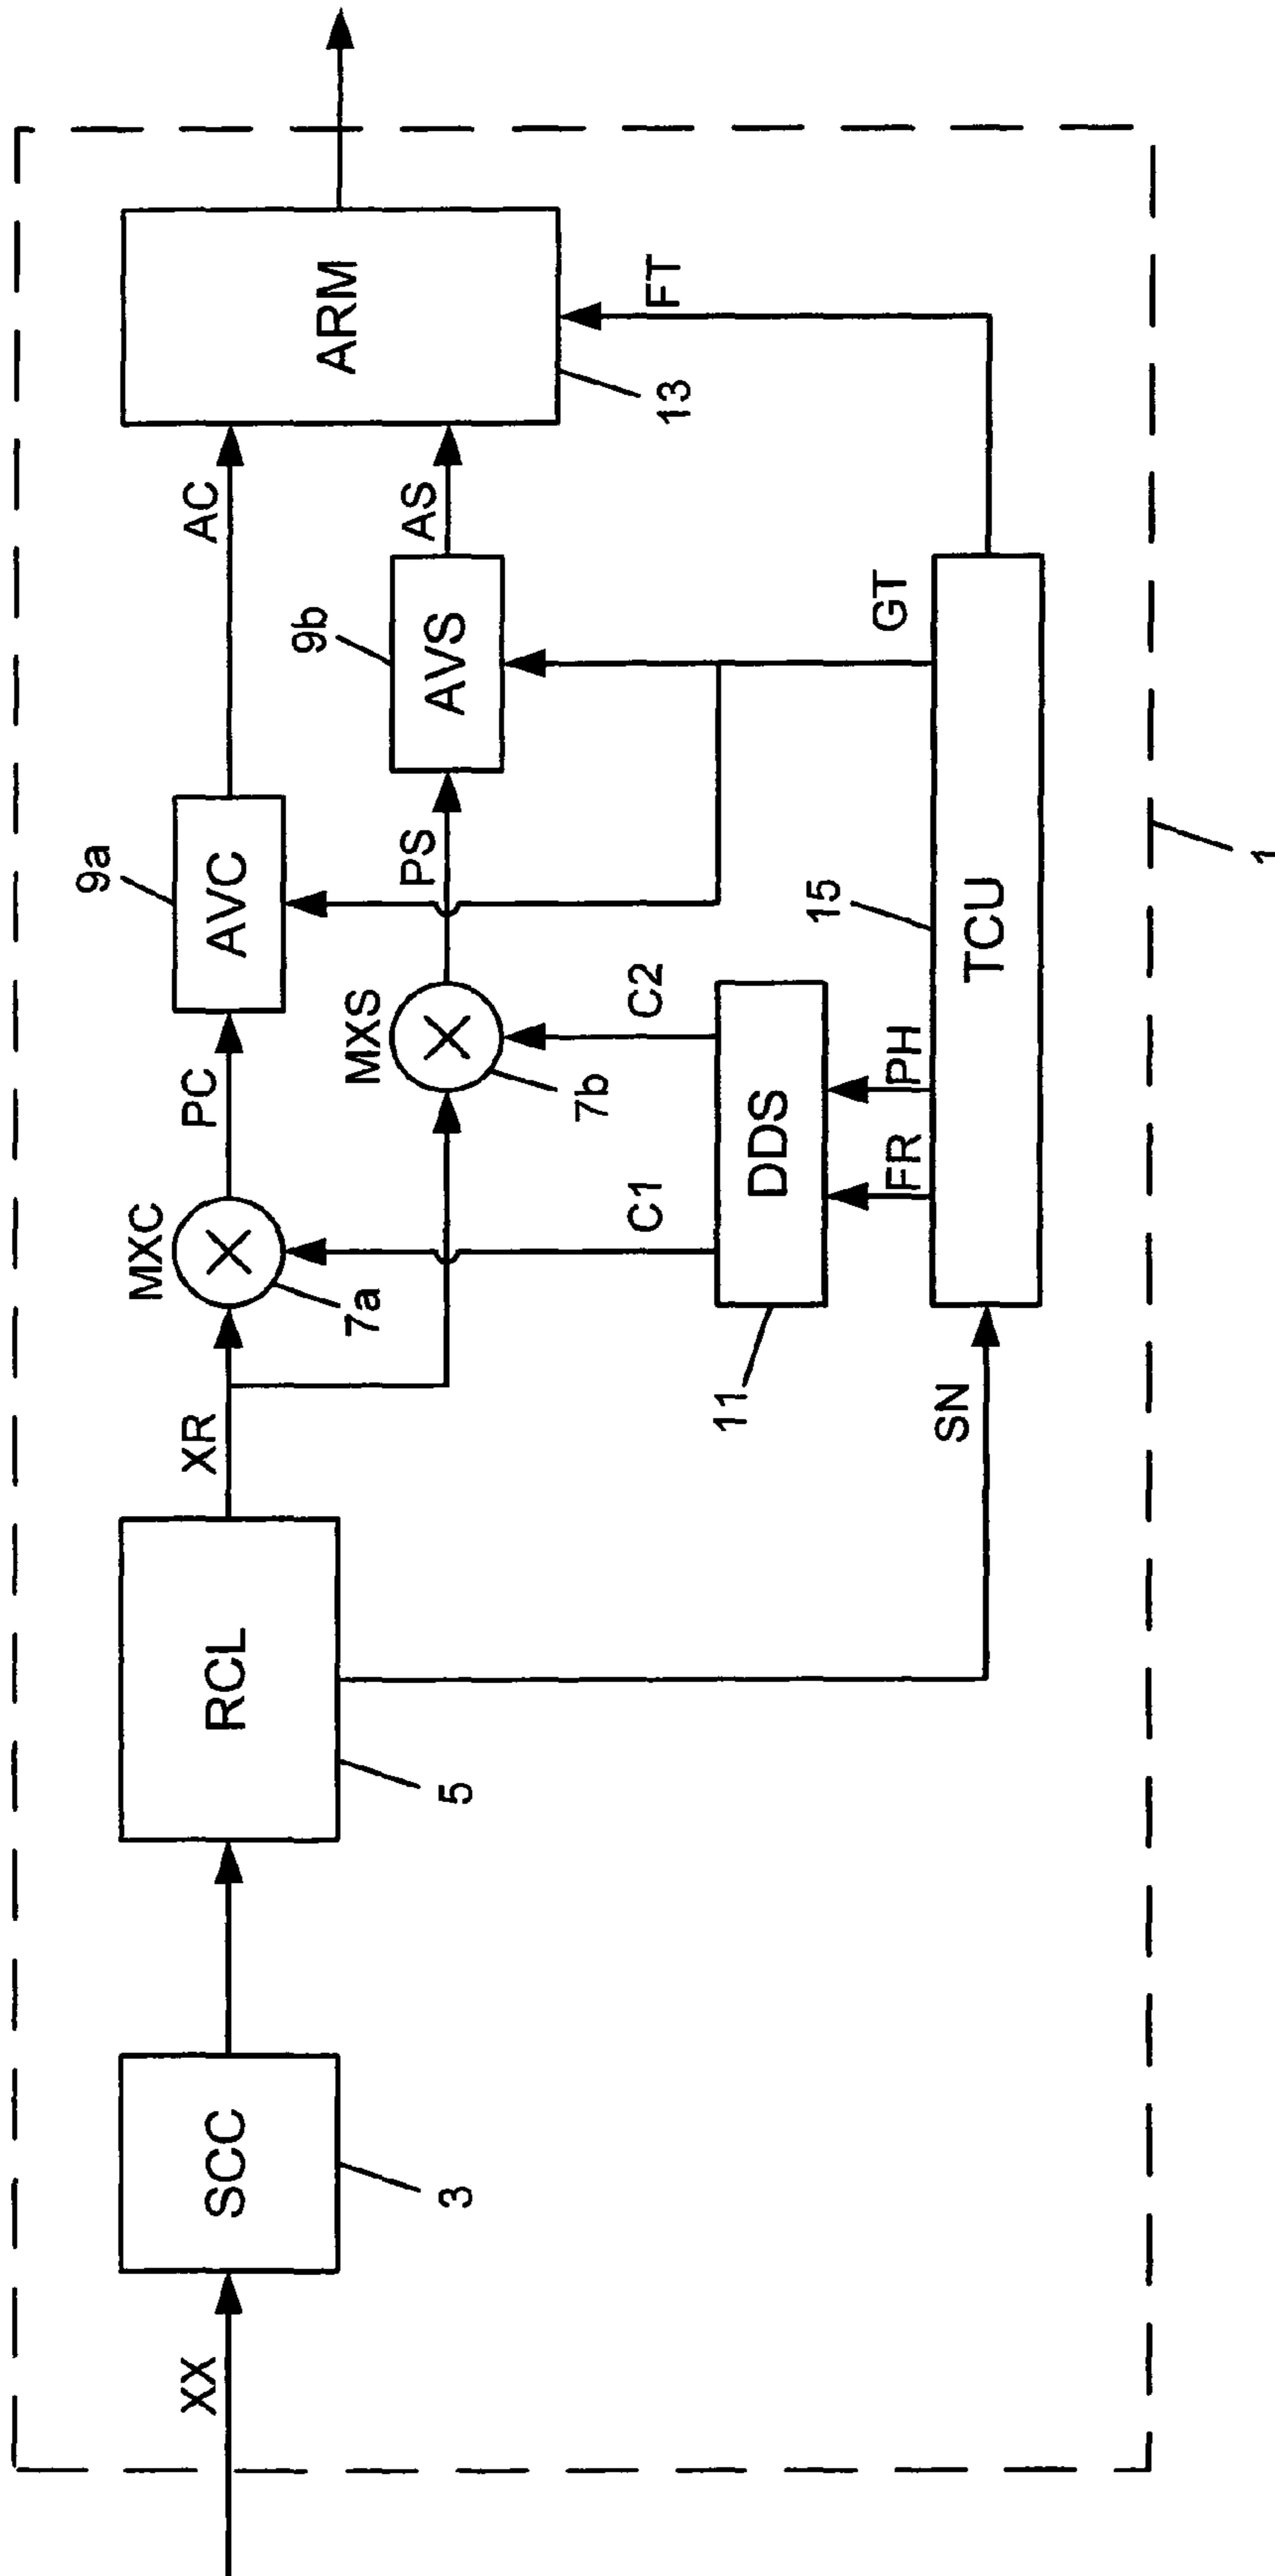 XX
SCC
3
RCL
5
XR
SN
MXC
7a
PC
9a
AVC
AC
MXS
7b
PS
9b
AVS
AS
C1
C2
DDS
11
FR
PH
15
TCU
GT
FT
ARM
13
1